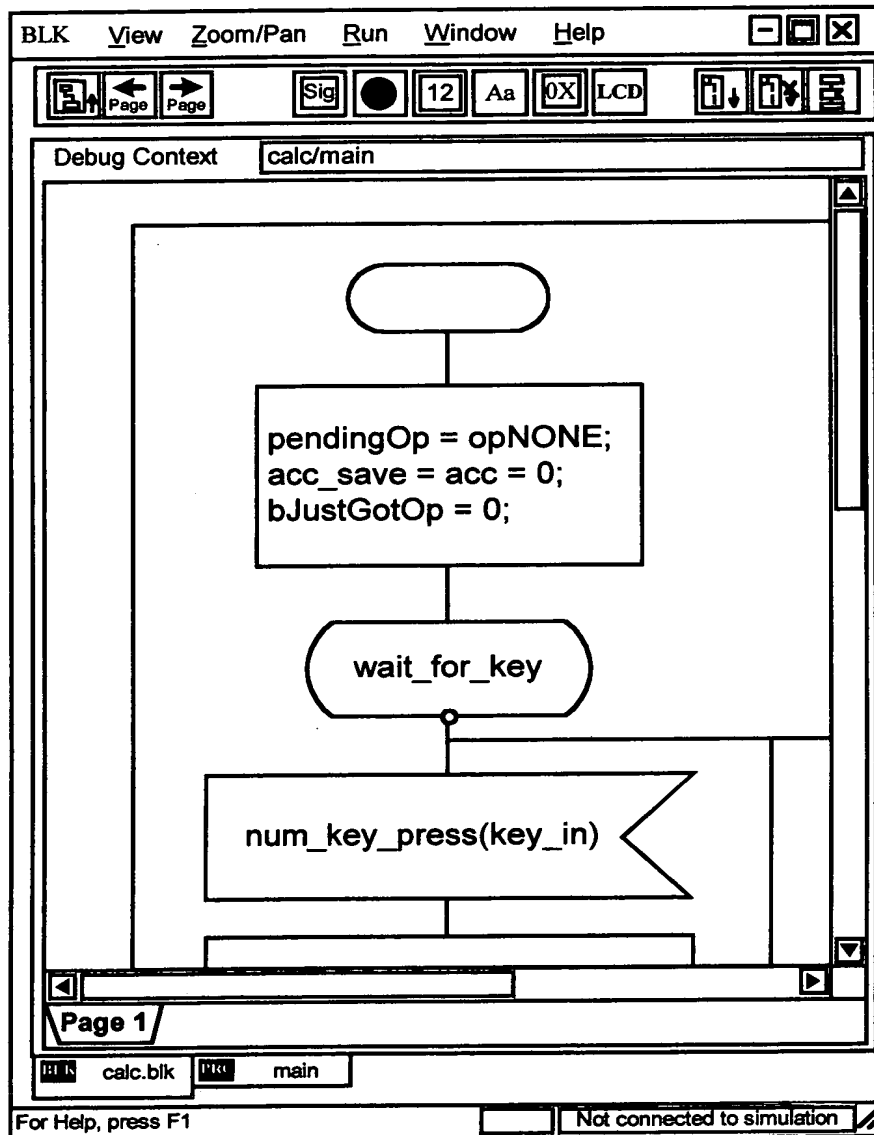 BLK View Zoom/Pan Run Window Help
Page Page Sig 12 Aa 0X LCD
Debug Context calc/main
pendingOp = opNONE;
acc_save = acc = 0;
bJustGotOp = 0;
wait_for_key
num_key_press(key_in)
Page 1
BLK calc.blk PRC main
For Help, press F1 Not connected to simulation